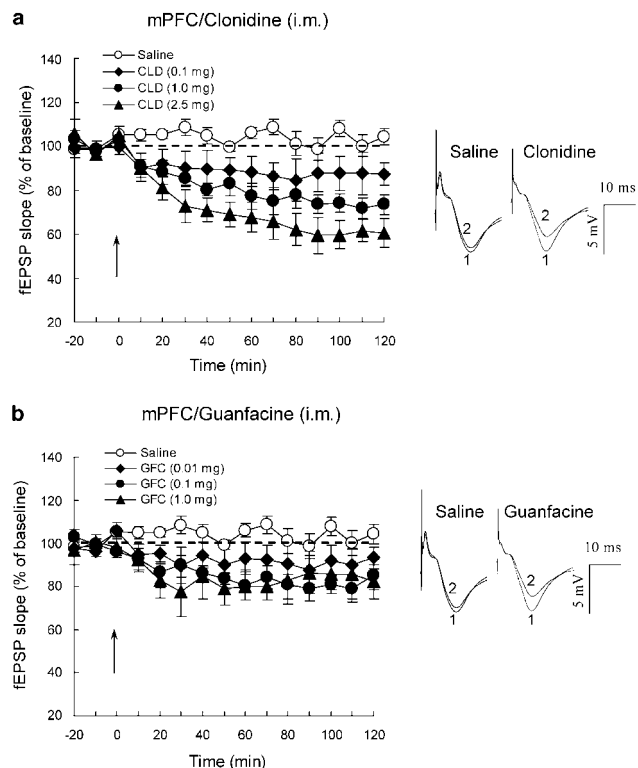 a
mPFC/Clonidine (i.m.)
140
120
100
80
60
40
20
fEPSP slope (% of baseline)
Saline
CLD (0.1 mg)
CLD (1.0 mg)
CLD (2.5 mg)
-20 0 20 40 60 80 100 120
Time (min)
Saline
Clonidine
2
1
2
1
10 ms
5 mV
b
mPFC/Guanfacine (i.m.)
140
120
100
80
60
40
20
fEPSP slope (% of baseline)
Saline
GFC (0.01 mg)
GFC (0.1 mg)
GFC (1.0 mg)
-20 0 20 40 60 80 100 120
Time (min)
Saline
Guanfacine
2
1
2
1
10 ms
5 mV